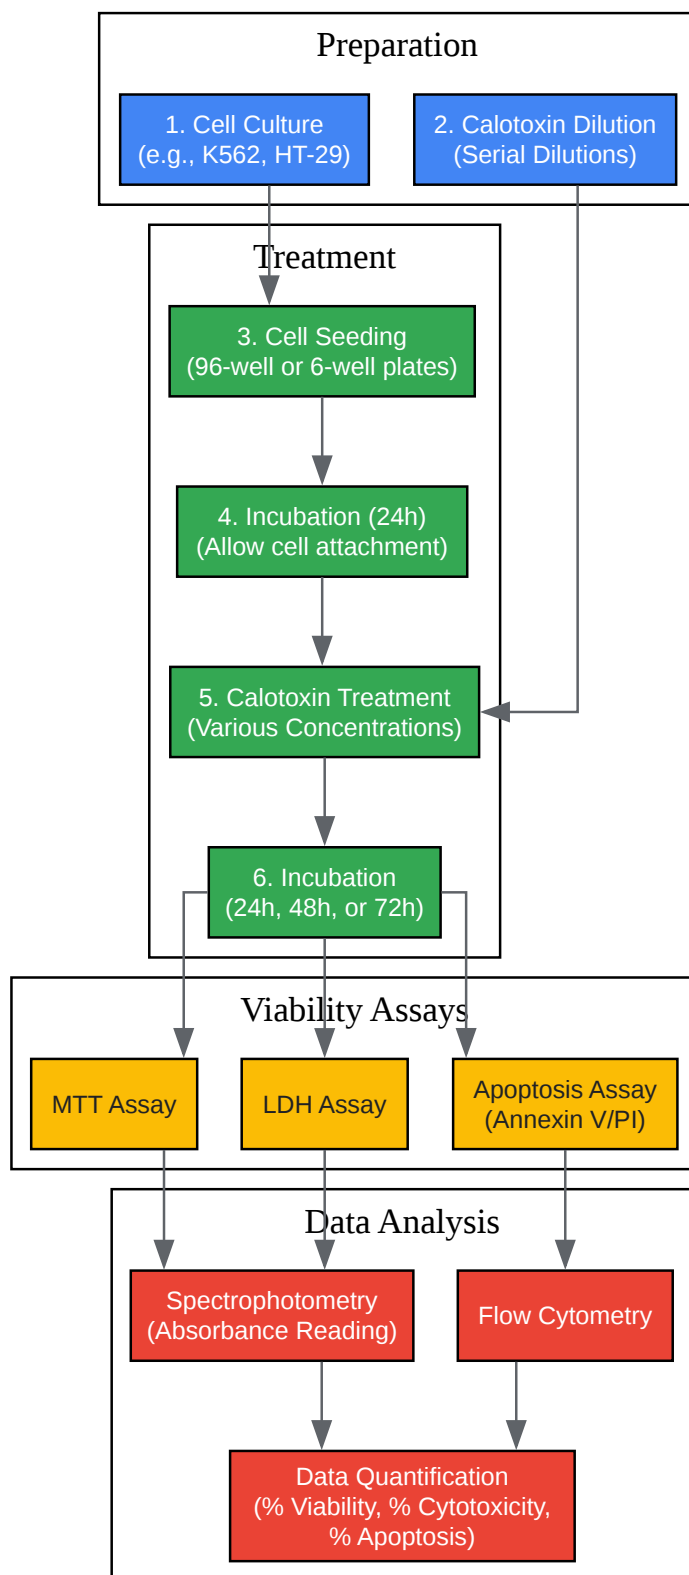 Preparation
1. Cell Culture
(e.g., K562, HT-29)
2. Calotoxin Dilution
(Serial Dilutions)
Treatment
3. Cell Seeding
(96-well or 6-well plates)
4. Incubation (24h)
(Allow cell attachment)
5. Calotoxin Treatment
(Various Concentrations)
6. Incubation
(24h, 48h, or 72h)
Viability Assays
MTT Assay
LDH Assay
Apoptosis Assay
(Annexin V/PI)
Data Analysis
Spectrophotometry
(Absorbance Reading)
Flow Cytometry
Data Quantification
(% Viability, % Cytotoxicity,
% Apoptosis)